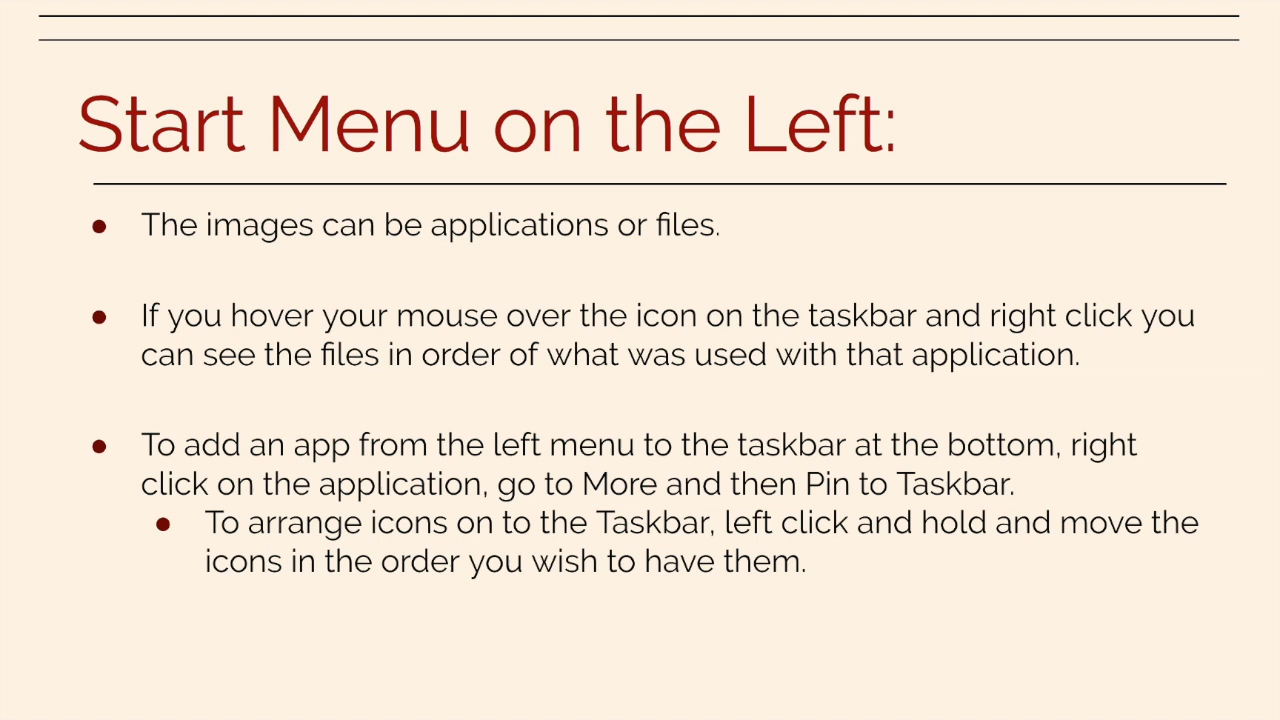 Start Menu on the Left:
● The images can be applications or files.
● If you hover your mouse over the icon on the taskbar and right click you
can see the files in order of what was used with that application.
● To add an app from the left menu to the taskbar at the bottom, right
click on the application, go to More and then Pin to Taskbar.
● To arrange icons on to the Taskbar, left click and hold and move the
icons in the order you wish to have them.